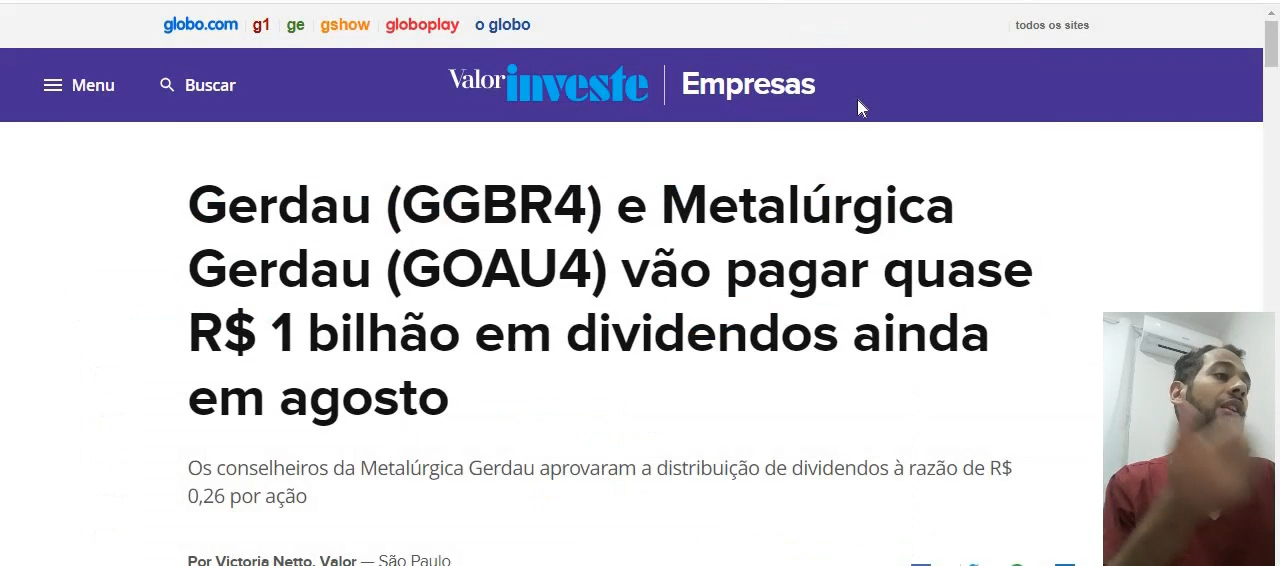 globo.com g1 ge gshow globoplay o globo todos os sites
Menu Buscar Valor investe Empresas
Gerdau (GGBR4) e Metalúrgica
Gerdau (GOAU4) vão pagar quase
R$ 1 bilhão em dividendos ainda
em agosto
Os conselheiros da Metalúrgica Gerdau aprovaram a distribuição de dividendos à razão de R$
0,26 por ação
Por Victoria Netto, Valor — São Paulo